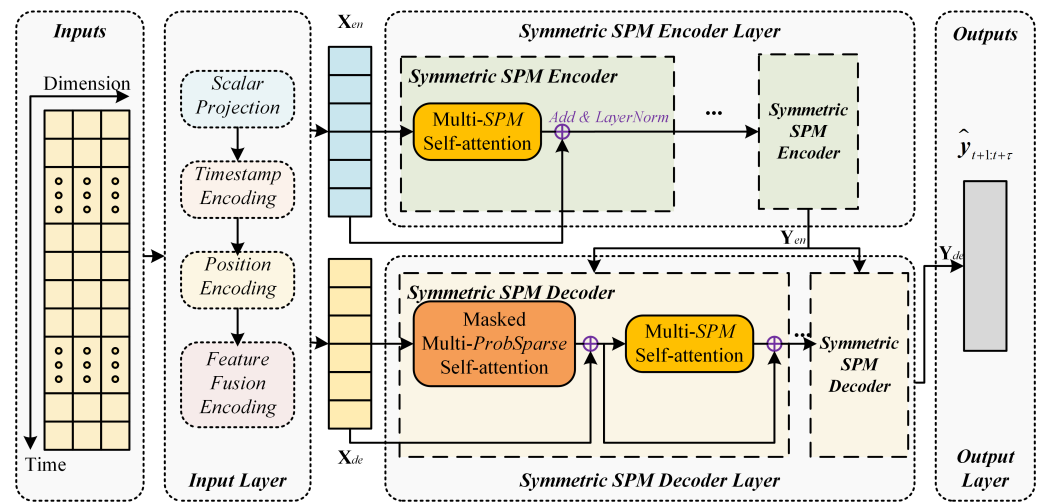 Inputs
Dimension
Time
Scalar
Projection
Timestamp
Encoding
Position
Encoding
Feature
Fusion
Encoding
Input Layer
X_en
Symmetric SPM Encoder Layer
Symmetric SPM Encoder
Multi-SPM
Self-attention
Add & LayerNorm
...
Symmetric
SPM
Encoder
Y_en
Symmetric SPM Decoder
Masked
Multi-ProbSparse
Self-attention
Multi-SPM
Self-attention
...
Symmetric
SPM
Decoder
X_de
Symmetric SPM Decoder Layer
Outputs
ŷ_{t+1:t+τ}
Y_de
Output
Layer